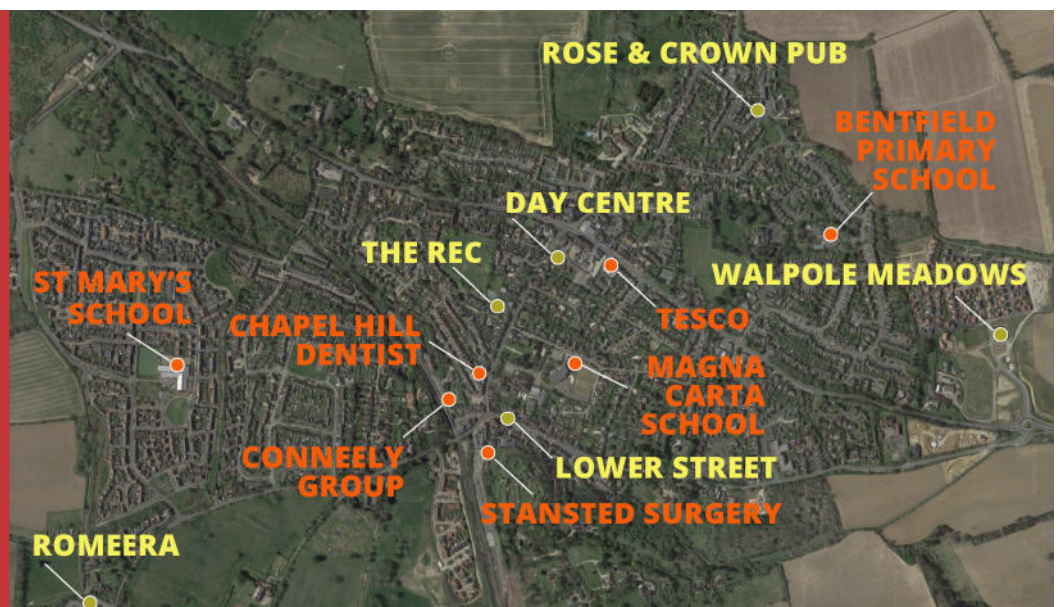 ROSE & CROWN PUB
BENTFIELD
PRIMARY
SCHOOL
DAY CENTRE
THE REC
WALPOLE MEADOWS
ST MARY'S
SCHOOL
CHAPEL HILL
DENTIST
TESCO
MAGNA
CARTA
SCHOOL
CONNEELY
GROUP
LOWER STREET
STANSTED SURGERY
ROMEERA